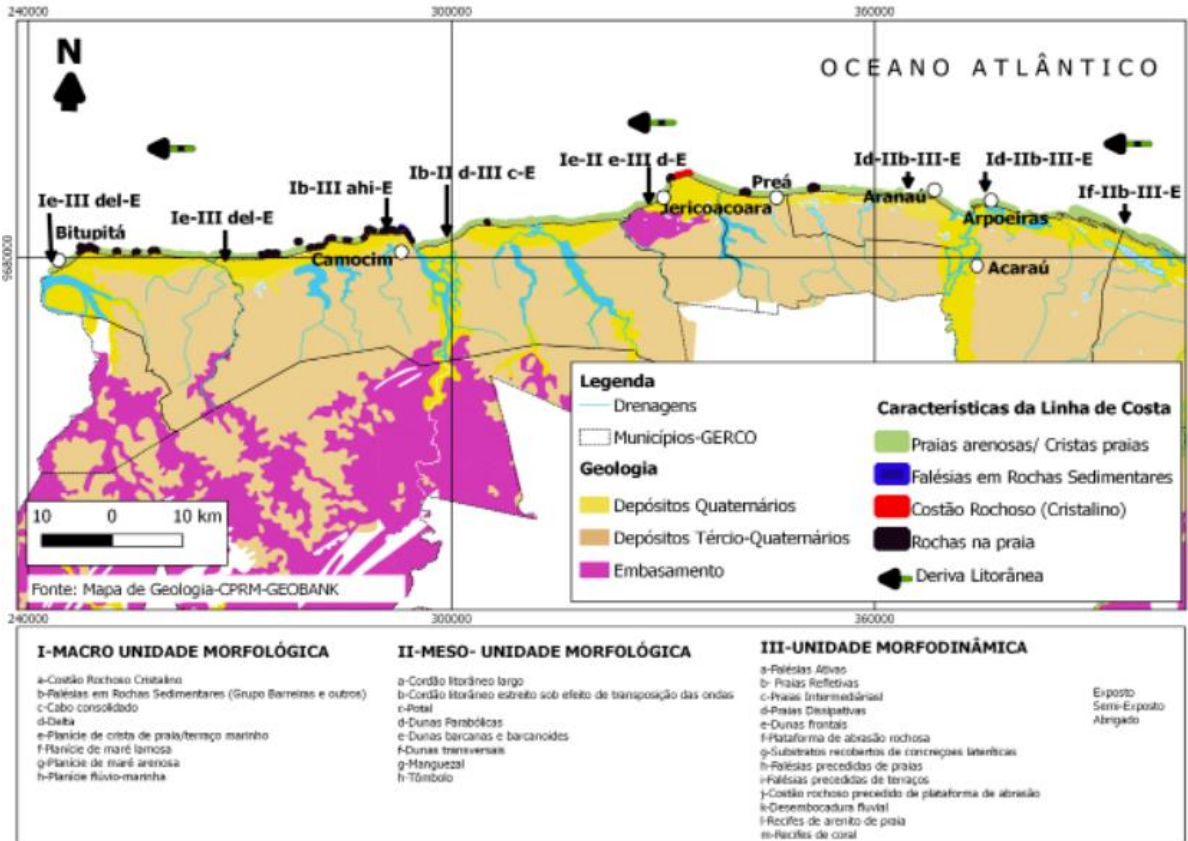 240000 300000 360000
N
OCEANO ATLÂNTICO
Ie-III del-E
Bitupitá
Ie-III del-E
Ib-III ahi-E
Camocim
Ib-II d-III c-E
Ie-II e-III d-E
Jericoacoara
Preá
Id-IIb-III-E
Aranaú
Id-IIb-III-E
Arpoeiras
If-IIb-III-E
Acaraú
9680000
Legenda
Drenagens
Municípios-GERCO
Geologia
Depósitos Quaternários
Depósitos Tércio-Quaternários
Embasamento
Características da Linha de Costa
Praias arenosas/ Cristas praias
Falésias em Rochas Sedimentares
Costão Rochoso (Cristalino)
Rochas na praia
Deriva Litorânea
10 0 10 km
Fonte: Mapa de Geologia-CPRM-GEOBANK
240000 300000 360000
I-MACRO UNIDADE MORFOLÓGICA
a-Costão Rochoso Cristalino
b-Falésias em Rochas Sedimentares (Grupo Barreiras e outros)
c-Cabo consolidado
d-Delta
e-Planície de crista de praia/terraço marinho
f-Planície de maré lamosa
g-Planície de maré arenosa
h-Planície flúvio-marinha
II-MESO- UNIDADE MORFOLÓGICA
a-Cordão litorâneo largo
b-Cordão litorâneo estreito sob efeito de transposição das ondas
c-Potal
d-Dunas Parabólicas
e-Dunas barcanas e barcanoides
f-Dunas transversais
g-Manguezal
h-Tômbolo
III-UNIDADE MORFODINÂMICA
a-Falésias Ativas
b- Praias Refletivas
c-Praias Intermediárias
d-Praias Dissipativas
e-Dunas frontais
f-Plataforma de abrasão rochosa
g-Substratos recobertos de concreçoes lateríticas
h-Falésias precedidas de praias
i-Falésias precedidas de terraços
j-Costão rochoso precedido de plataforma de abrasão
k-Desembocadura fluvial
l-Recifes de arenito de praia
m-Recifes de coral
Exposto
Semi-Exposto
Abrigado